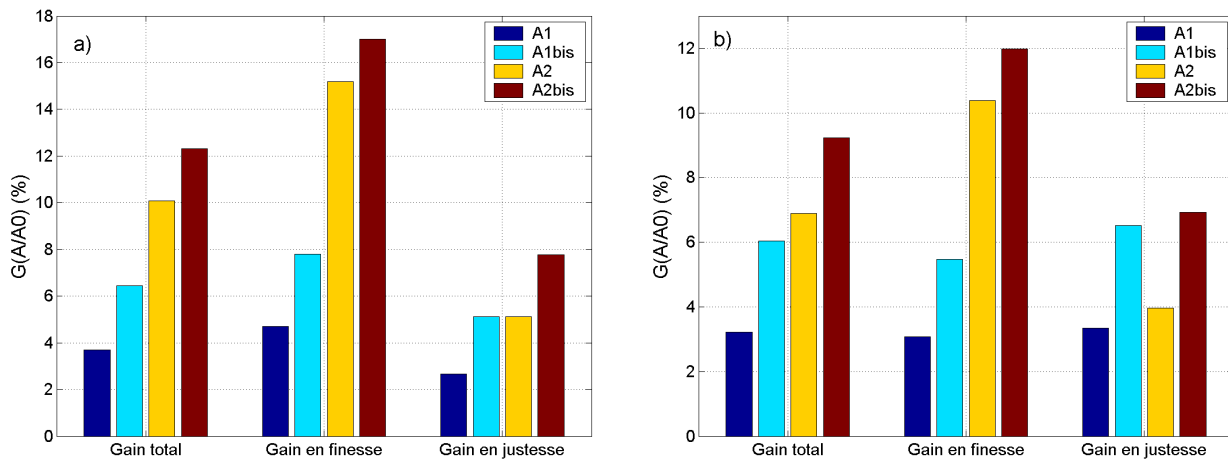 a)
A1
A1bis
A2
A2bis
G(A/A0) (%)
18
16
14
12
10
8
6
4
2
0
Gain total
Gain en finesse
Gain en justesse
b)
A1
A1bis
A2
A2bis
G(A/A0) (%)
12
10
8
6
4
2
0
Gain total
Gain en finesse
Gain en justesse